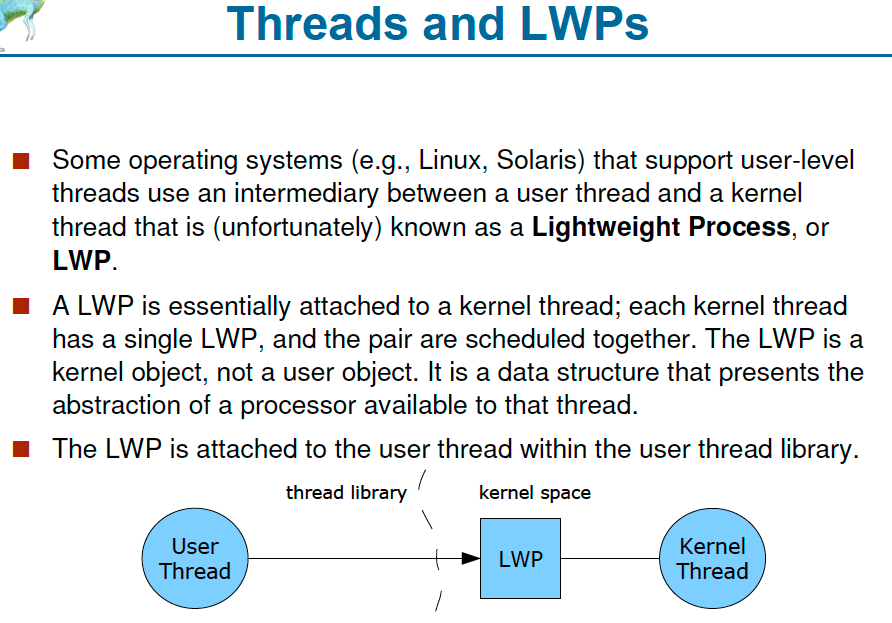 Threads and LWPs
Some operating systems (e.g., Linux, Solaris) that support user-level
threads use an intermediary between a user thread and a kernel
thread that is (unfortunately) known as a Lightweight Process, or
LWP.
A LWP is essentially attached to a kernel thread; each kernel thread
has a single LWP, and the pair are scheduled together. The LWP is a
kernel object, not a user object. It is a data structure that presents the
abstraction of a processor available to that thread.
The LWP is attached to the user thread within the user thread library.
thread library
kernel space
User
Thread
LWP
Kernel
Thread